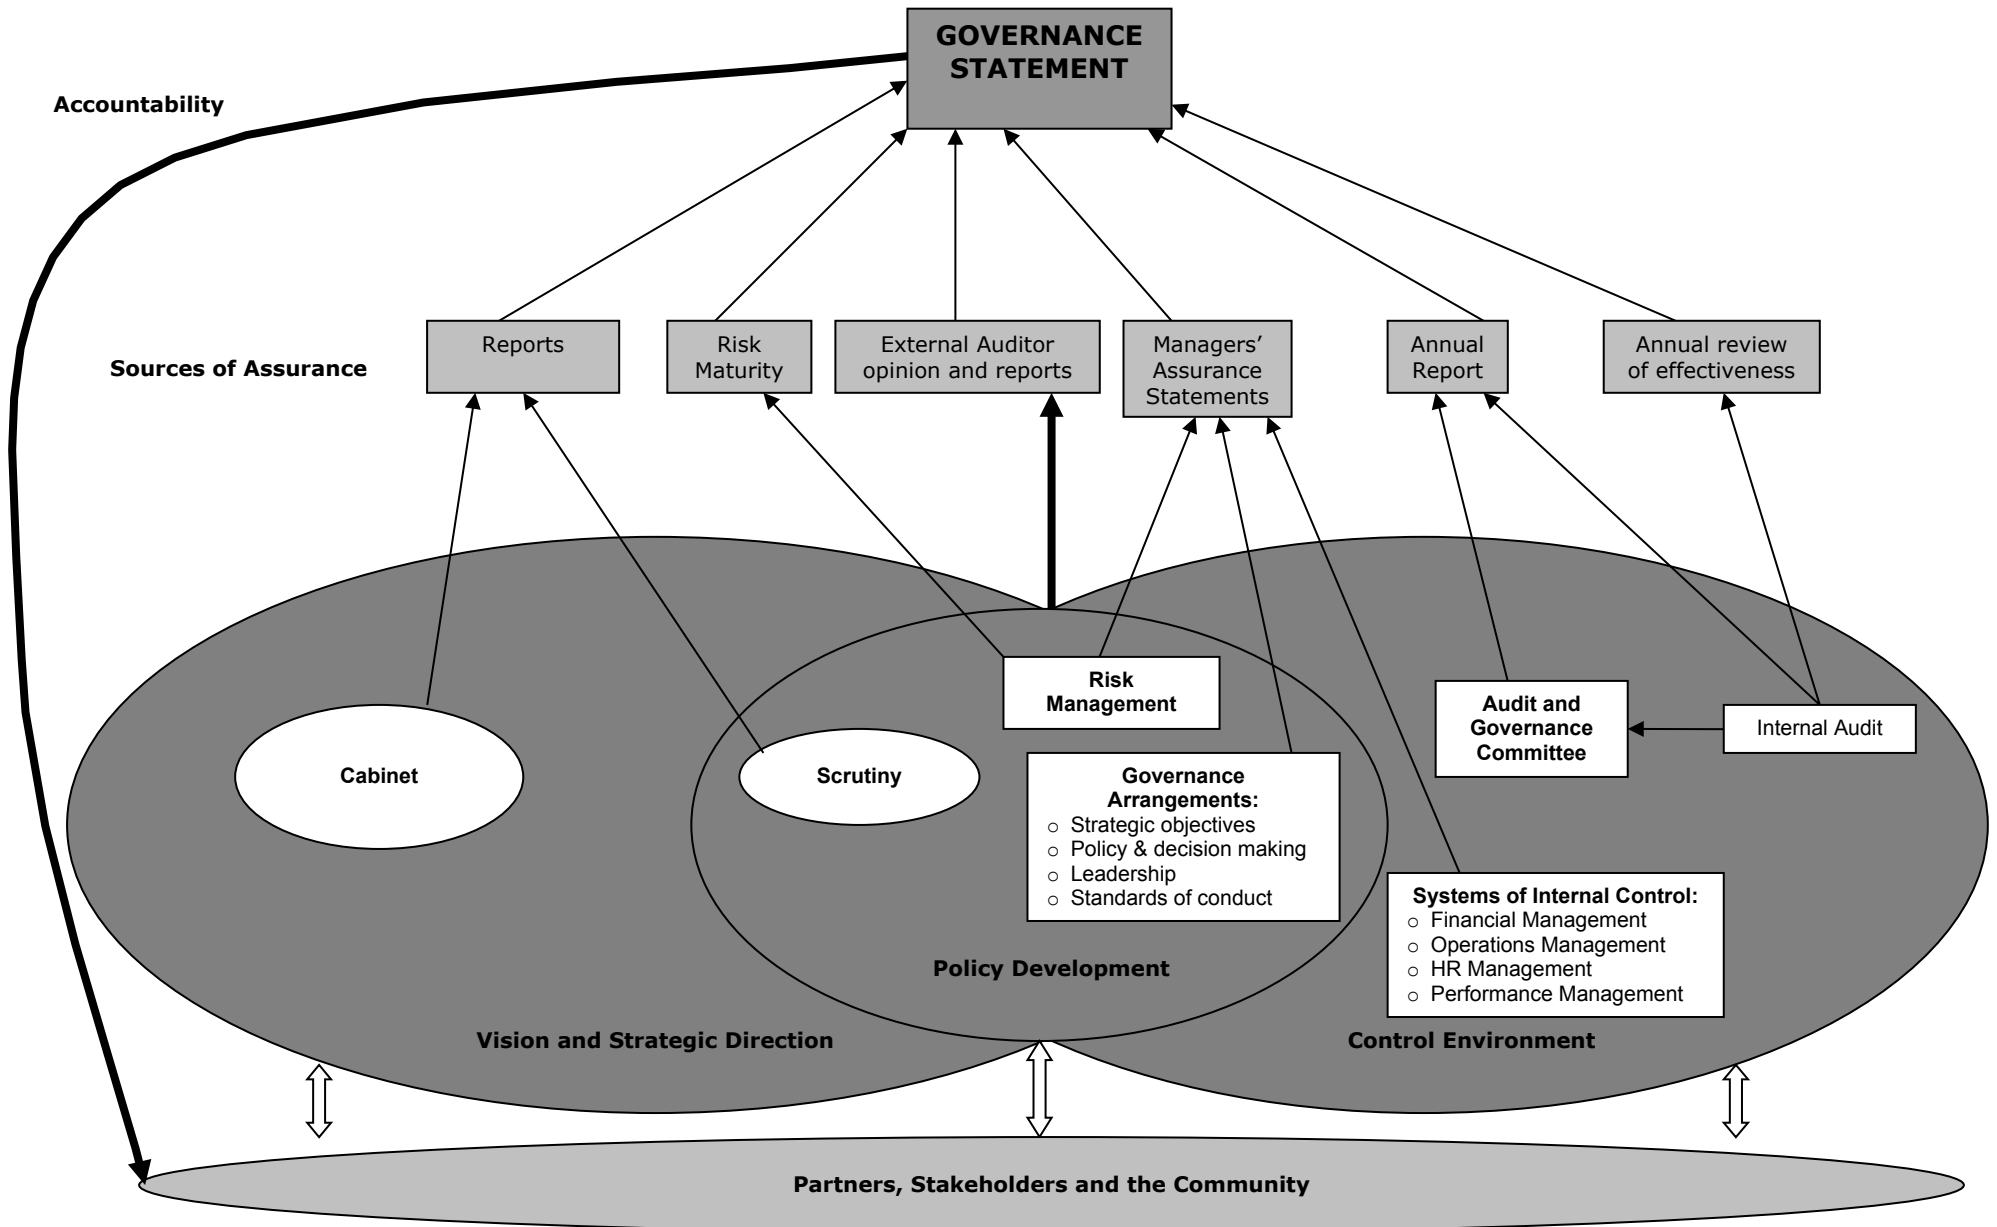 GOVERNANCE
STATEMENT
Accountability
Sources of Assurance
Reports
Risk
Maturity
External Auditor
opinion and reports
Managers’
Assurance
Statements
Annual
Report
Annual review
of effectiveness
Risk
Management
Audit and
Governance
Committee
Internal Audit
Cabinet
Scrutiny
Governance
Arrangements:
○ Strategic objectives
○ Policy & decision making
○ Leadership
○ Standards of conduct
Systems of Internal Control:
○ Financial Management
○ Operations Management
○ HR Management
○ Performance Management
Policy Development
Vision and Strategic Direction
Control Environment
Partners, Stakeholders and the Community